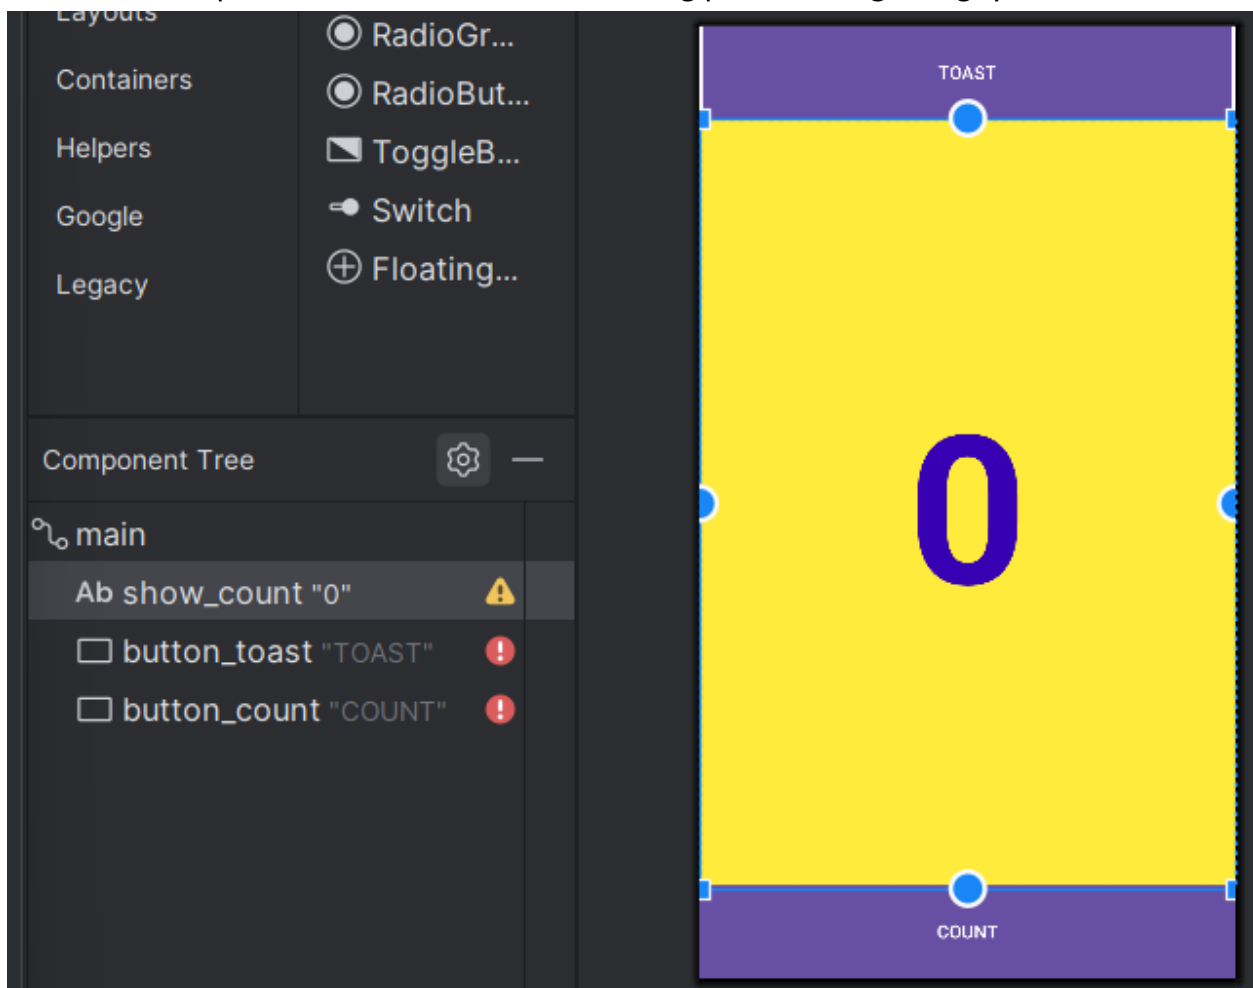 Layouts
Containers
Helpers
Google
Legacy
RadioGr...
RadioBut...
ToggleB...
Switch
Floating...
Component Tree
main
Ab show_count "0"
button_toast "TOAST"
button_count "COUNT"
TOAST
0
COUNT